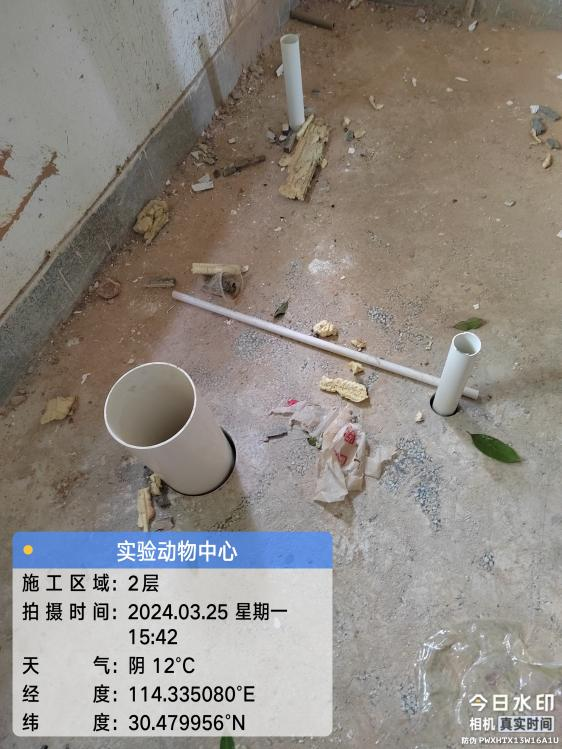 实验动物中心
施工区域：2层
拍摄时间：2024.03.25 星期一
15:42
天气：阴 12°C
经度：114.335080°E
纬度：30.479956°N
今日水印
相机 真实时间
防伪 PWXHTX13W16A1U